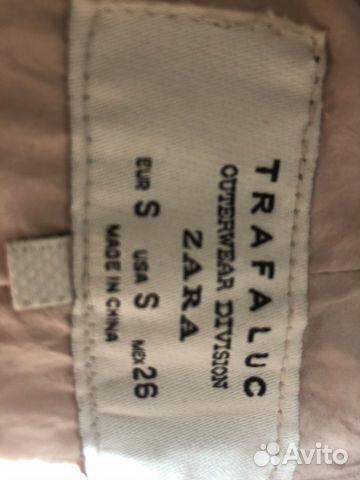 TRAFALUC
OUTERWEAR DIVISION
ZARA
EUR S USA S MEX 26
MADE IN CHINA
Avito